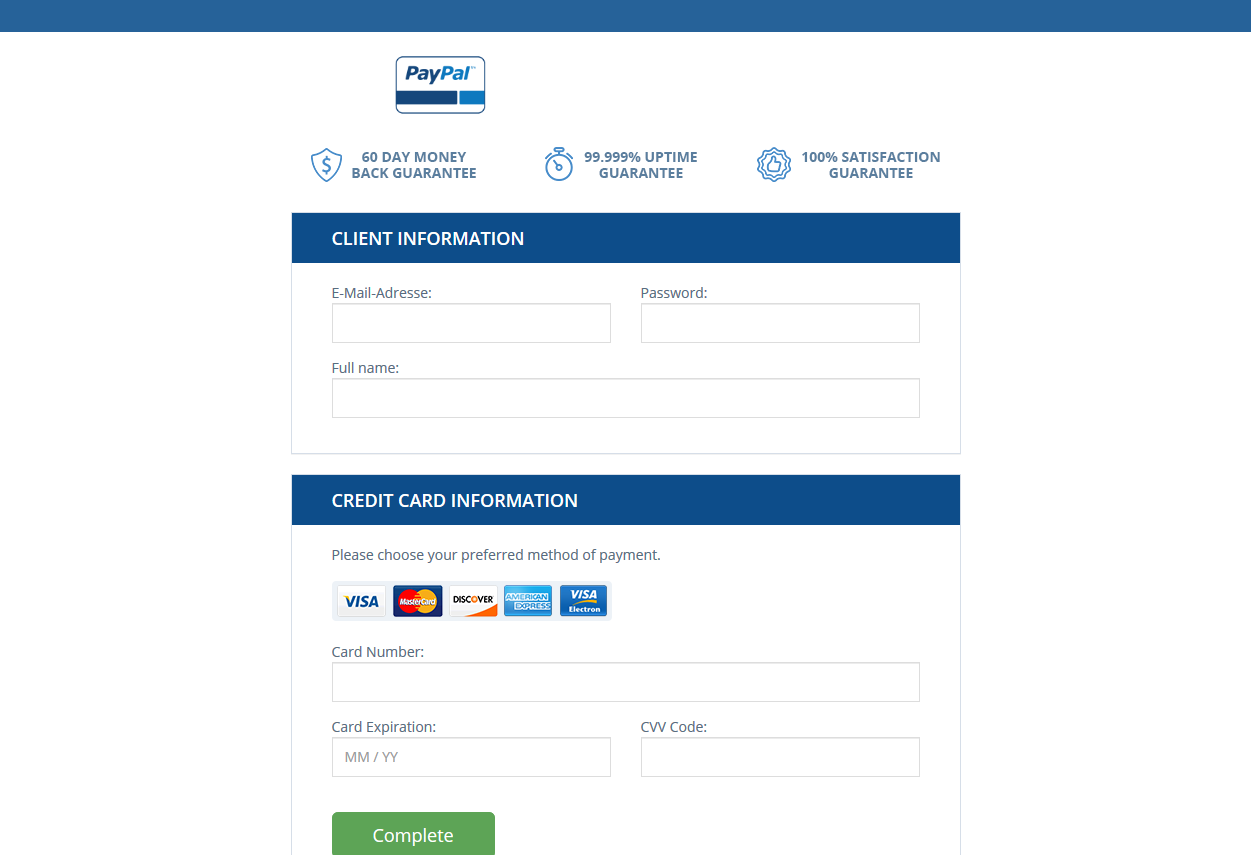 PayPal
60 DAY MONEY
BACK GUARANTEE
99.999% UPTIME
GUARANTEE
100% SATISFACTION
GUARANTEE
CLIENT INFORMATION
E-Mail-Adresse:
Password:
Full name:
CREDIT CARD INFORMATION
Please choose your preferred method of payment.
VISA
MasterCard
DISCOVER
AMERICAN
EXPRESS
VISA
Electron
Card Number:
Card Expiration:
CVV Code:
MM / YY
Complete